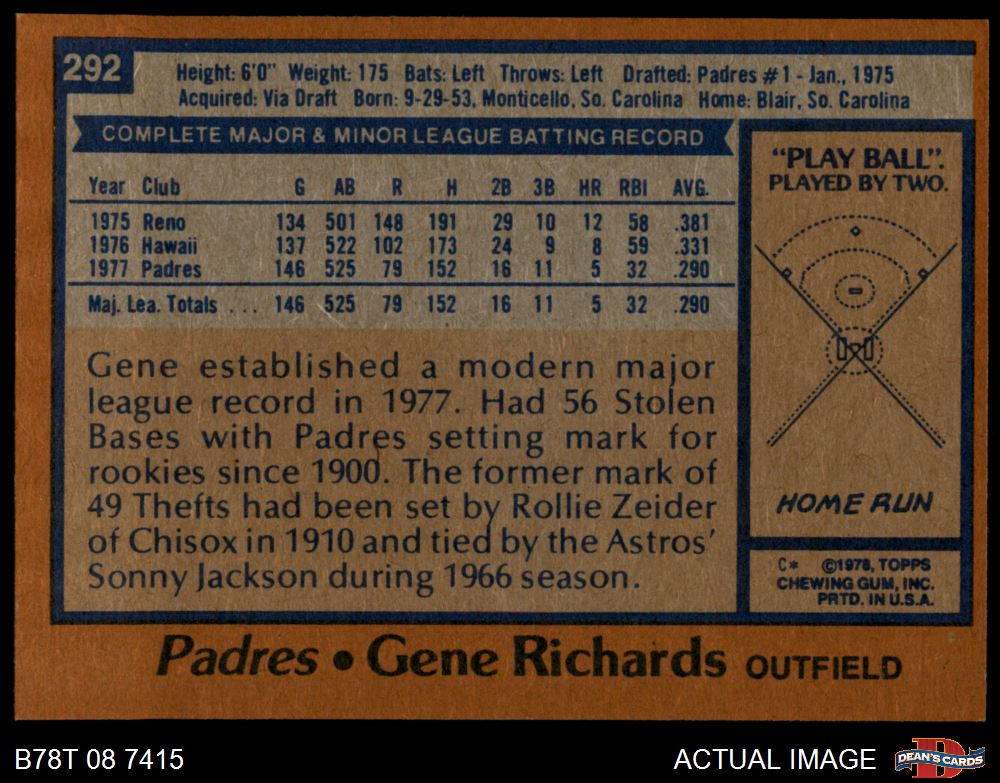 292
Height: 6'0" Weight: 175 Bats: Left Throws: Left Drafted: Padres #1 - Jan., 1975
Acquired: Via Draft Born: 9-29-53, Monticello, So. Carolina Home: Blair, So. Carolina
COMPLETE MAJOR & MINOR LEAGUE BATTING RECORD
Year Club G AB R H 2B 3B HR RBI AVG.
1975 Reno 134 501 148 191 29 10 12 58 .381
1976 Hawaii 137 522 102 173 24 9 8 59 .331
1977 Padres 146 525 79 152 16 11 5 32 .290
Maj. Lea. Totals . . . 146 525 79 152 16 11 5 32 .290
Gene established a modern major
league record in 1977. Had 56 Stolen
Bases with Padres setting mark for
rookies since 1900. The former mark of
49 Thefts had been set by Rollie Zeider
of Chisox in 1910 and tied by the Astros'
Sonny Jackson during 1966 season.
"PLAY BALL".
PLAYED BY TWO.
HOME RUN
C* ©1978, TOPPS
CHEWING GUM, INC.
PRTD. IN U.S.A.
Padres • Gene Richards OUTFIELD
B78T 08 7415
ACTUAL IMAGE
D
DEAN'S CARDS